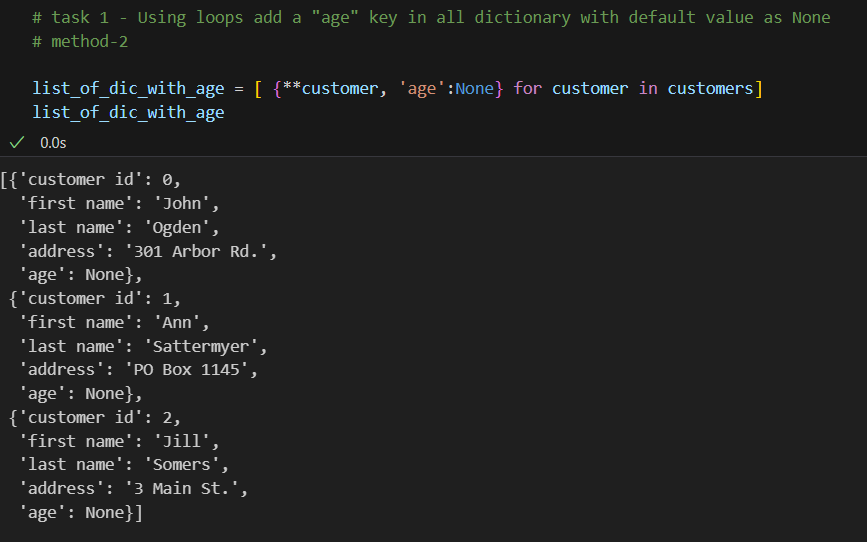 # task 1 - Using loops add a "age" key in all dictionary with default value as None
# method-2
list_of_dic_with_age = [ {**customer, 'age':None} for customer in customers]
list_of_dic_with_age
0.0s
[{'customer id': 0,
'first name': 'John',
'last name': 'Ogden',
'address': '301 Arbor Rd.',
'age': None},
{'customer id': 1,
'first name': 'Ann',
'last name': 'Sattermyer',
'address': 'PO Box 1145',
'age': None},
{'customer id': 2,
'first name': 'Jill',
'last name': 'Somers',
'address': '3 Main St.',
'age': None}]